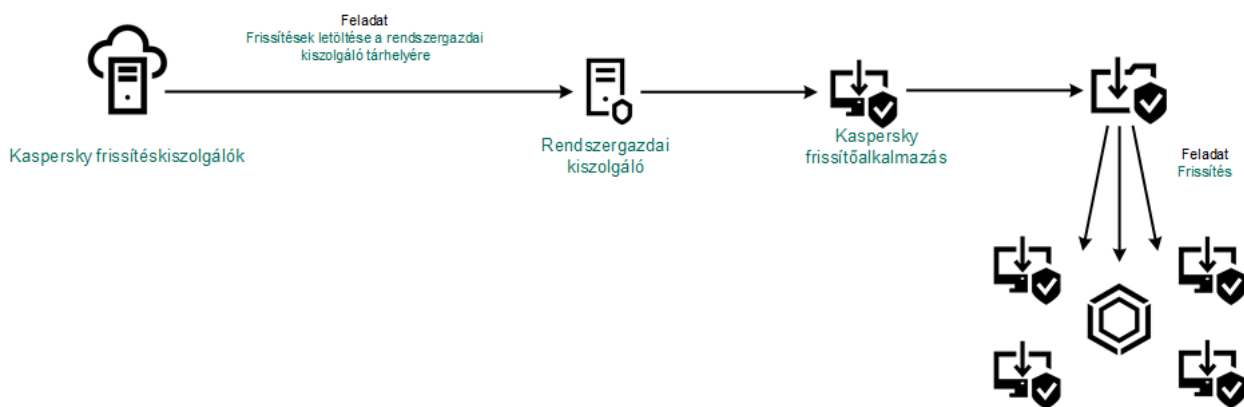 Feladat
Frissítések letöltése a rendszergazdai
kiszolgáló tárhelyére
Kaspersky frissítéskiszolgálók
Rendszergazdai
kiszolgáló
Kaspersky
frissítőalkalmazás
Feladat
Frissítés